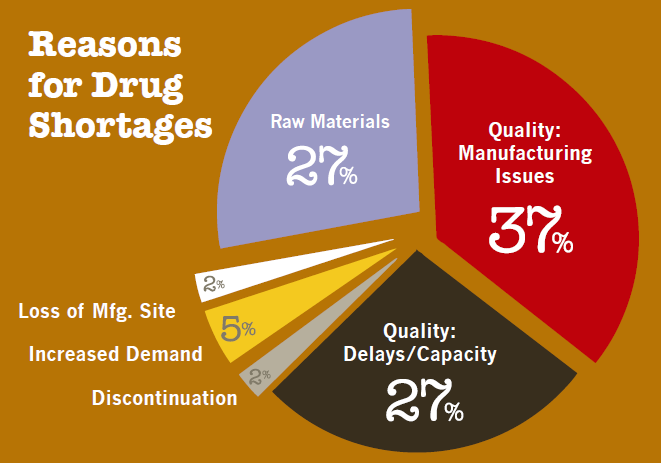 Reasons
for Drug
Shortages
Raw Materials
27%
Quality:
Manufacturing
Issues
37%
Quality:
Delays/Capacity
27%
2%
Loss of Mfg. Site
5%
Increased Demand
2%
Discontinuation